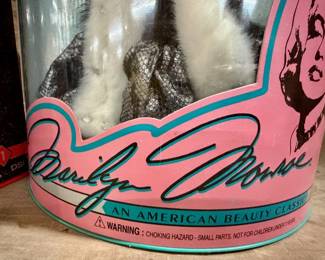 Marilyn Monroe
AN AMERICAN BEAUTY CLASSIC
WARNING: CHOKING HAZARD - SMALL PARTS. NOT FOR CHILDREN UNDER 3 YEARS.